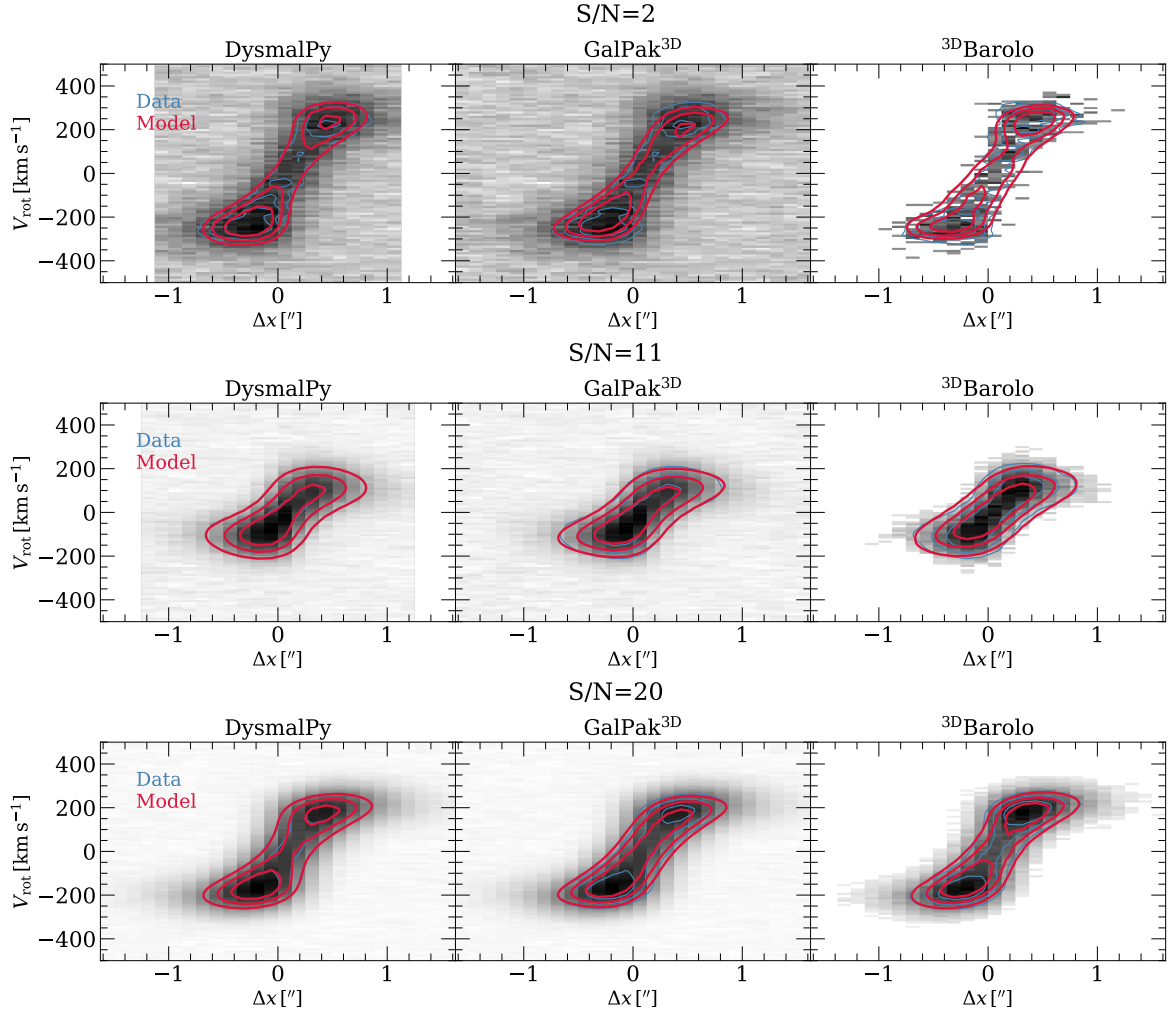 S/N=2
DysmalPy GalPak³ᴰ ³ᴰBarolo
Data
Model
V_rot [km s⁻¹]
400
200
0
−200
−400
−1 0 1 −1 0 1 −1 0 1
Δx [″] Δx [″] Δx [″]
S/N=11
DysmalPy GalPak³ᴰ ³ᴰBarolo
Data
Model
V_rot [km s⁻¹]
400
200
0
−200
−400
−1 0 1 −1 0 1 −1 0 1
Δx [″] Δx [″] Δx [″]
S/N=20
DysmalPy GalPak³ᴰ ³ᴰBarolo
Data
Model
V_rot [km s⁻¹]
400
200
0
−200
−400
−1 0 1 −1 0 1 −1 0 1
Δx [″] Δx [″] Δx [″]